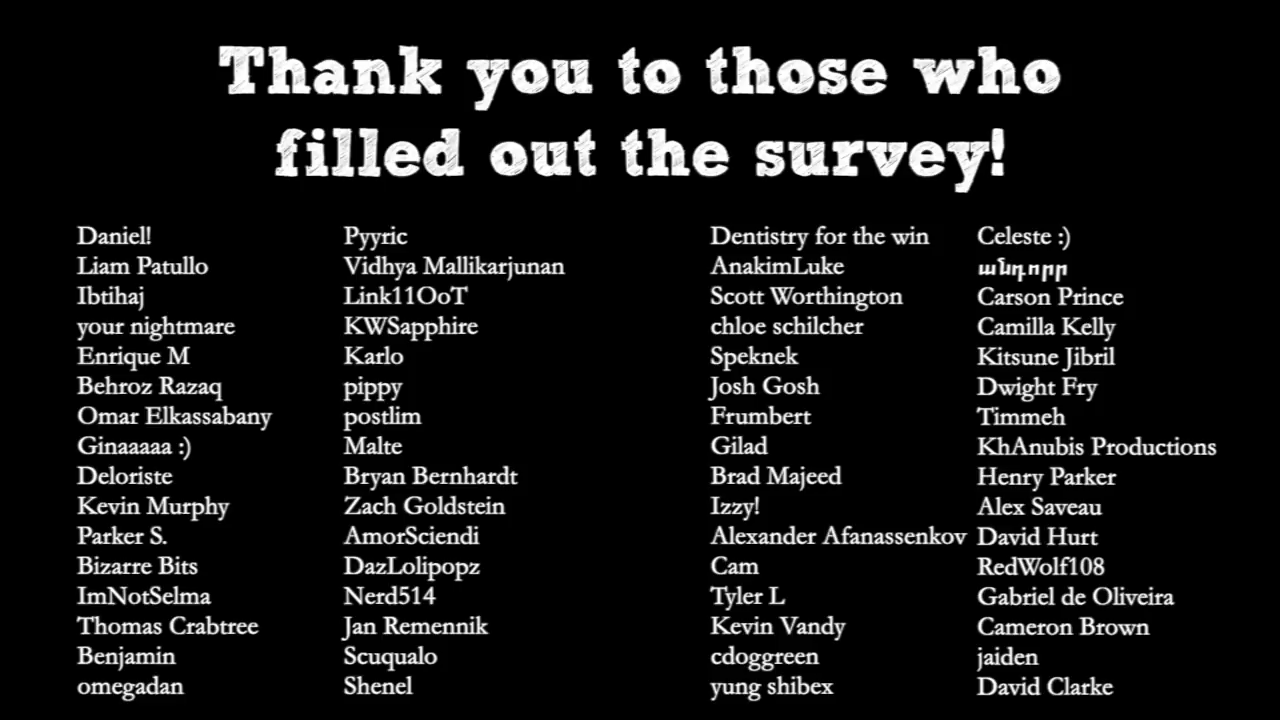 Thank you to those who
filled out the survey!
Daniel!
Liam Patullo
Ibtihaj
your nightmare
Enrique M
Behroz Razaq
Omar Elkassabany
Ginaaaaa :)
Deloriste
Kevin Murphy
Parker S.
Bizarre Bits
ImNotSelma
Thomas Crabtree
Benjamin
omegadan
Pyyric
Vidhya Mallikarjunan
Link11OoT
KWSapphire
Karlo
pippy
postlim
Malte
Bryan Bernhardt
Zach Goldstein
AmorSciendi
DazLolipopz
Nerd514
Jan Remennik
Scuqualo
Shenel
Dentistry for the win
AnakimLuke
Scott Worthington
chloe schilcher
Speknek
Josh Gosh
Frumbert
Gilad
Brad Majeed
Izzy!
Alexander Afanassenkov
Cam
Tyler L
Kevin Vandy
cdoggreen
yung shibex
Celeste :)
անդորր
Carson Prince
Camilla Kelly
Kitsune Jibril
Dwight Fry
Timmeh
KhAnubis Productions
Henry Parker
Alex Saveau
David Hurt
RedWolf108
Gabriel de Oliveira
Cameron Brown
jaiden
David Clarke